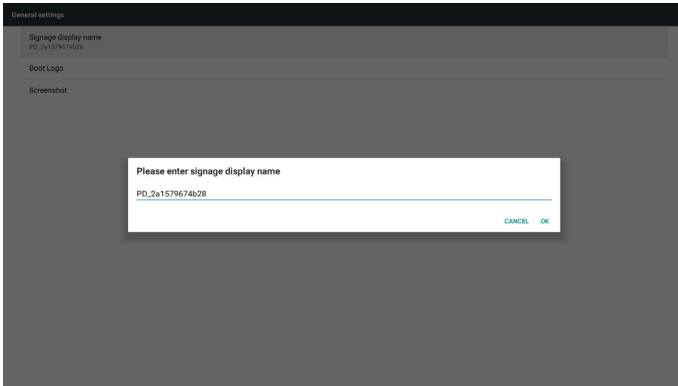 General settings
Signage display name
PD_2a1579674b28
Boot Logo
Screenshot
Please enter signage display name
PD_2a1579674b28
CANCEL OK